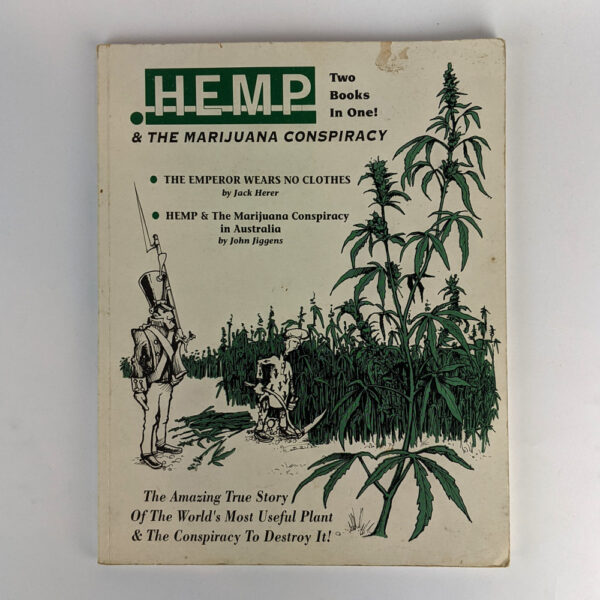 HEMP
Two
Books
In One!
& THE MARIJUANA CONSPIRACY
• THE EMPEROR WEARS NO CLOTHES
by Jack Herer
• HEMP & The Marijuana Conspiracy
in Australia
by John Jiggens
The Amazing True Story
Of The World's Most Useful Plant
& The Conspiracy To Destroy It!